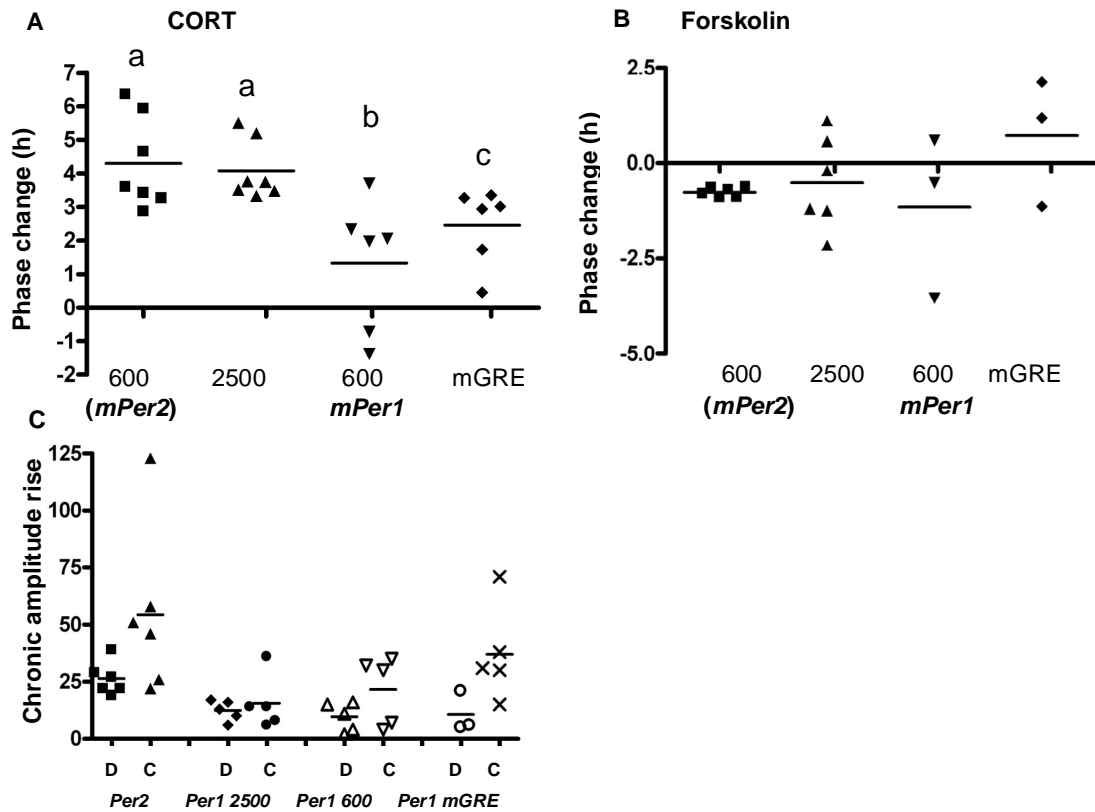 A CORT
a a b c
Phase change (h)
7
6
5
4
3
2
1
0
-1
-2
600 2500 600 mGRE
(mPer2) mPer1
B Forskolin
Phase change (h)
2.5
0.0
-2.5
-5.0
600 2500 600 mGRE
(mPer2) mPer1
C
Chronic amplitude rise
125
100
75
50
25
0
D C D C D C D C
Per2 Per1 2500 Per1 600 Per1 mGRE